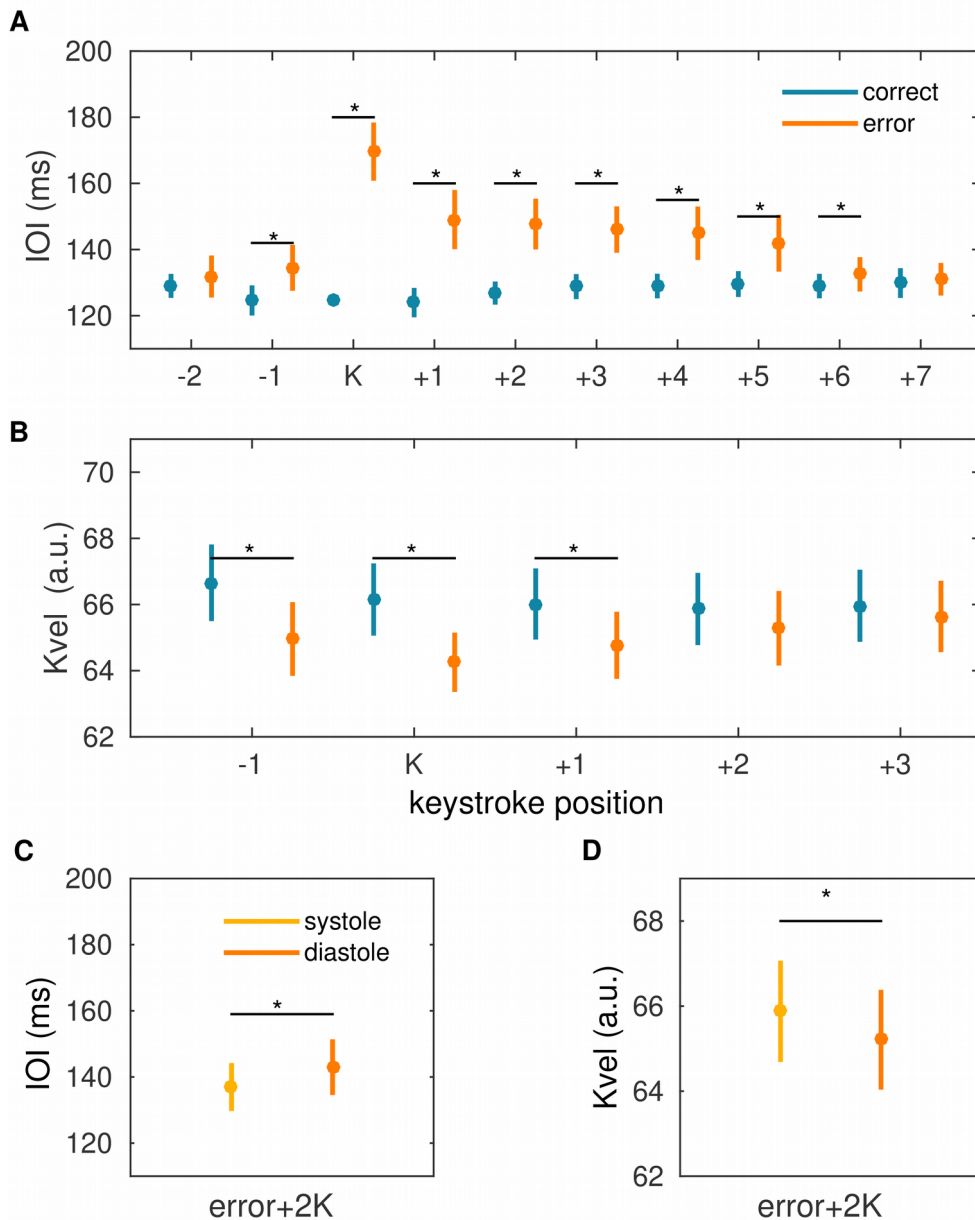 A
200
180
160
140
120
IOI (ms)
correct
error
*
*
*
*
*
*
*
*
-2 -1 K +1 +2 +3 +4 +5 +6 +7
B
70
68
66
64
62
Kvel (a.u.)
*
*
*
-1 K +1 +2 +3
keystroke position
C
200
180
160
140
120
IOI (ms)
systole
diastole
*
error+2K
D
68
66
64
62
Kvel (a.u.)
*
error+2K